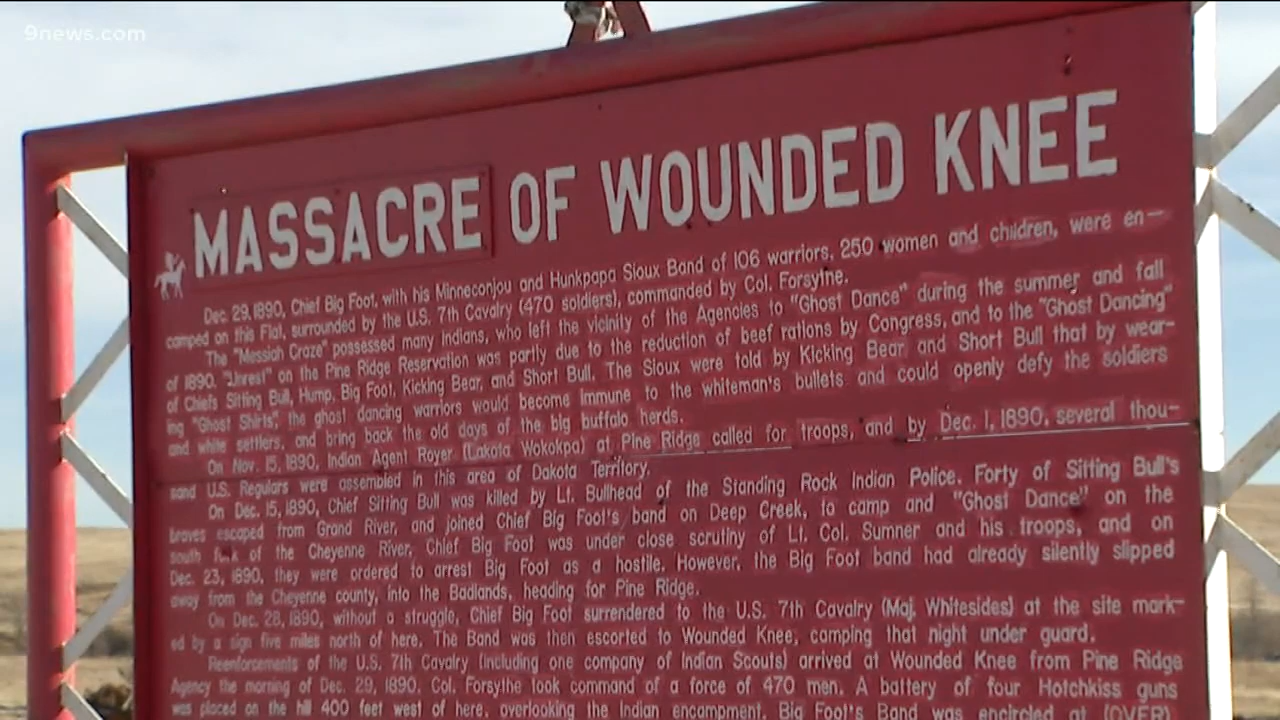 9news.com
MASSACRE OF WOUNDED KNEE
Dec. 29, 1890, Chief Big Foot, with his Minneconjou and Hunkpapa Sioux Band of 106 warriors, 250 women and children, were en-
camped on this Flat, surrounded by the U.S. 7th Cavalry (470 soldiers), commanded by Col. Forsythe.
The "Messiah Craze" possessed many Indians, who left the vicinity of the Agencies to "Ghost Dance" during the summer and fall
of 1890. "Unrest" on the Pine Ridge Reservation was partly due to the reduction of beef rations by Congress, and to the "Ghost Dancing"
of Chiefs Sitting Bull, Hump, Big Foot, Kicking Bear, and Short Bull. The Sioux were told by Kicking Bear and Short Bull that by wear-
ing "Ghost Shirts", the ghost dancing warriors would become immune to the whiteman's bullets and could openly defy the soldiers
and white settlers, and bring back the old days of the big buffalo herds.
On Nov. 15, 1890, Indian Agent Royer (Lakota Wokokpa) at Pine Ridge called for troops, and by Dec. 1, 1890, several thou-
sand U.S. Regulars were assembled in this area of Dakota Territory.
On Dec. 15, 1890, Chief Sitting Bull was killed by Lt. Bullhead of the Standing Rock Indian Police. Forty of Sitting Bull's
braves escaped from Grand River, and joined Chief Big Foot's band on Deep Creek, to camp and "Ghost Dance" on the
south fork of the Cheyenne River, Chief Big Foot was under close scrutiny of Lt. Col. Sumner and his troops, and on
Dec. 23, 1890, they were ordered to arrest Big Foot as a hostile. However, the Big Foot band had already silently slipped
away from the Cheyenne county, into the Badlands, heading for Pine Ridge.
On Dec. 28, 1890, without a struggle, Chief Big Foot surrendered to the U.S. 7th Cavalry (Maj. Whitesides) at the site mark-
ed by a sign five miles north of here. The Band was then escorted to Wounded Knee, camping that night under guard.
Reenforsements of the U.S. 7th Cavalry (including one company of Indian Scouts) arrived at Wounded Knee from Pine Ridge
Agency the morning of Dec. 29, 1890. Col. Forsythe took command of a force of 470 men. A battery of four Hotchkiss guns
was placed on the hill 400 feet west of here, overlooking the Indian encampment. Big Foot's Band was encircled at (OVER)